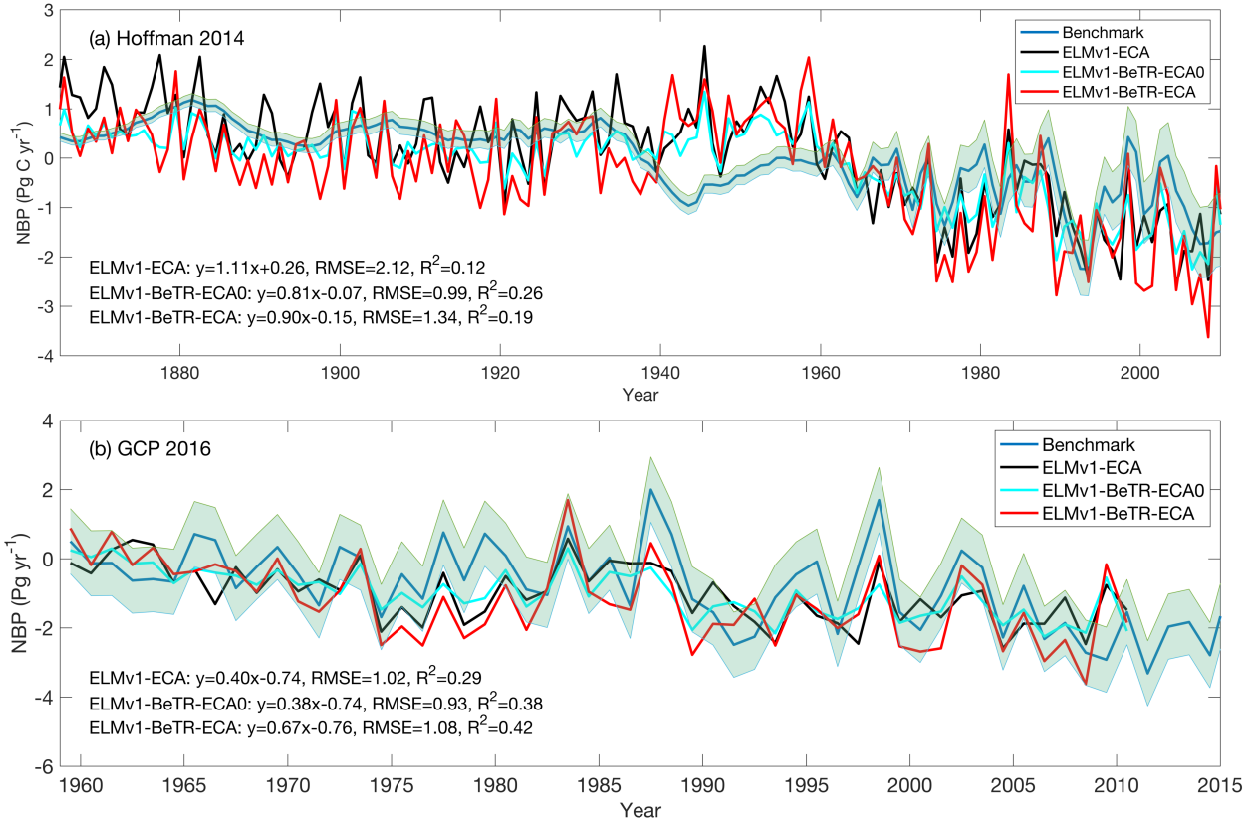 (a) Hoffman 2014
Benchmark
ELMv1-ECA
ELMv1-BeTR-ECA0
ELMv1-BeTR-ECA
3
2
1
0
-1
-2
-3
-4
NBP (Pg C yr⁻¹)
ELMv1-ECA: y=1.11x+0.26, RMSE=2.12, R²=0.12
ELMv1-BeTR-ECA0: y=0.81x-0.07, RMSE=0.99, R²=0.26
ELMv1-BeTR-ECA: y=0.90x-0.15, RMSE=1.34, R²=0.19
1880 1900 1920 1940 1960 1980 2000
Year
(b) GCP 2016
Benchmark
ELMv1-ECA
ELMv1-BeTR-ECA0
ELMv1-BeTR-ECA
4
2
0
-2
-4
-6
NBP (Pg yr⁻¹)
ELMv1-ECA: y=0.40x-0.74, RMSE=1.02, R²=0.29
ELMv1-BeTR-ECA0: y=0.38x-0.74, RMSE=0.93, R²=0.38
ELMv1-BeTR-ECA: y=0.67x-0.76, RMSE=1.08, R²=0.42
1960 1965 1970 1975 1980 1985 1990 1995 2000 2005 2010 2015
Year